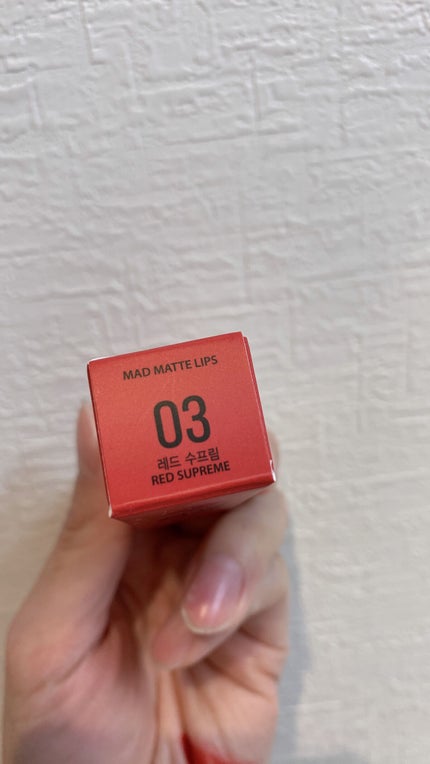 MAD MATTE LIPS
03
레드 수프림
RED SUPREME